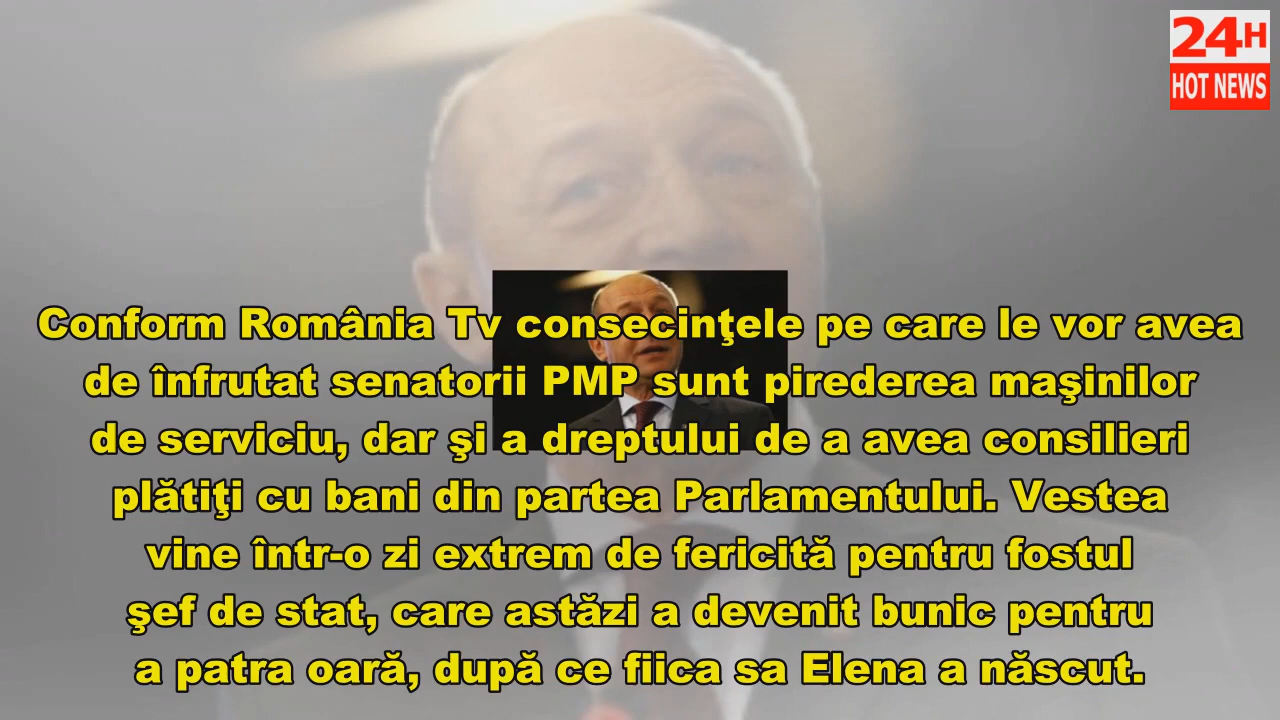 24H
HOT NEWS
Conform România Tv consecinţele pe care le vor avea
de înfrutat senatorii PMP sunt pirederea maşinilor
de serviciu, dar şi a dreptului de a avea consilieri
plătiţi cu bani din partea Parlamentului. Vestea
vine într-o zi extrem de fericită pentru fostul
şef de stat, care astăzi a devenit bunic pentru
a patra oară, după ce fiica sa Elena a născut.